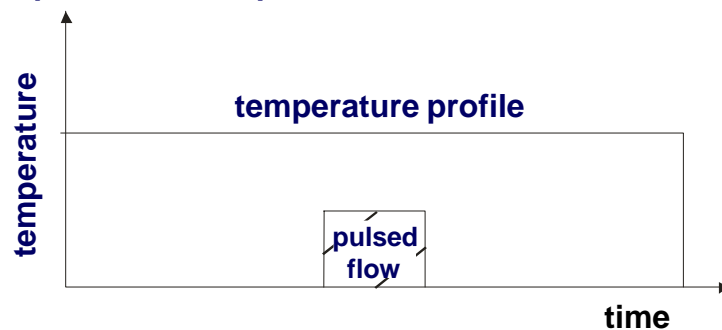 temperature profile
temperature
pulsed
flow
time